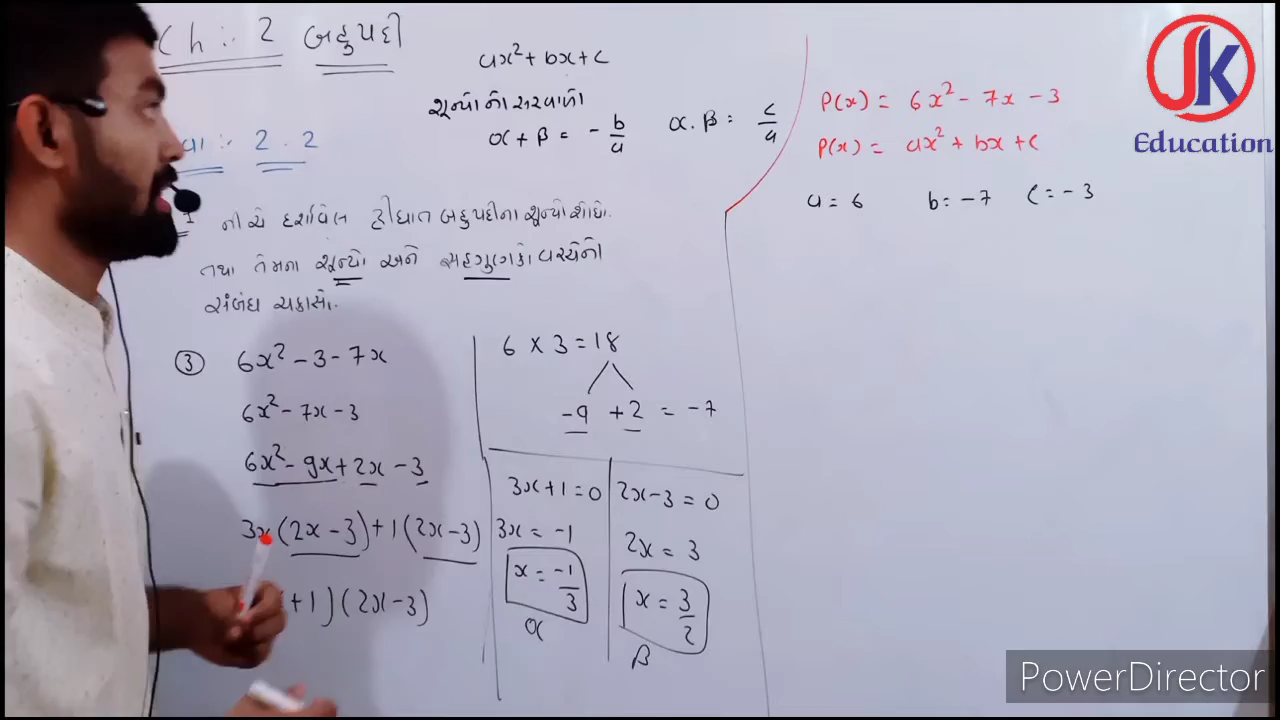 Ch :- 2 બહુપદી
ax² + bx + c
શૂન્યોનો સરવાળો
α + β = - b/a α . β = c/a
:- 2.2
1 નીચે દર્શાવેલ દ્વીઘાત બહુપદીના શૂન્યો શોધો.
તથા તેમના શૂન્યો અને સહગુણકો વચ્ચેનો
સંબંધ ચકાસો.
③ 6x² - 3 - 7x
6x² - 7x - 3
6x² - 9x + 2x - 3
3x (2x - 3) + 1 (2x - 3)
+ 1) (2x - 3)
6 x 3 = 18
-9 +2 = -7
3x + 1 = 0
3x = -1
x = -1/3
α
2x - 3 = 0
2x = 3
x = 3/2
β
P(x) = 6x² - 7x - 3
P(x) = ax² + bx + c
a = 6 b = -7 c = -3
JK
Education
PowerDirector